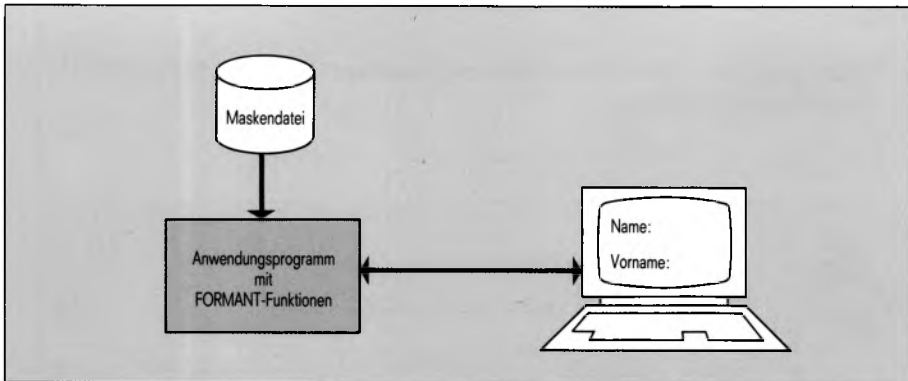 Maskendatei
Anwendungsprogramm
mit
FORMANT-Funktionen
Name:
Vorname: